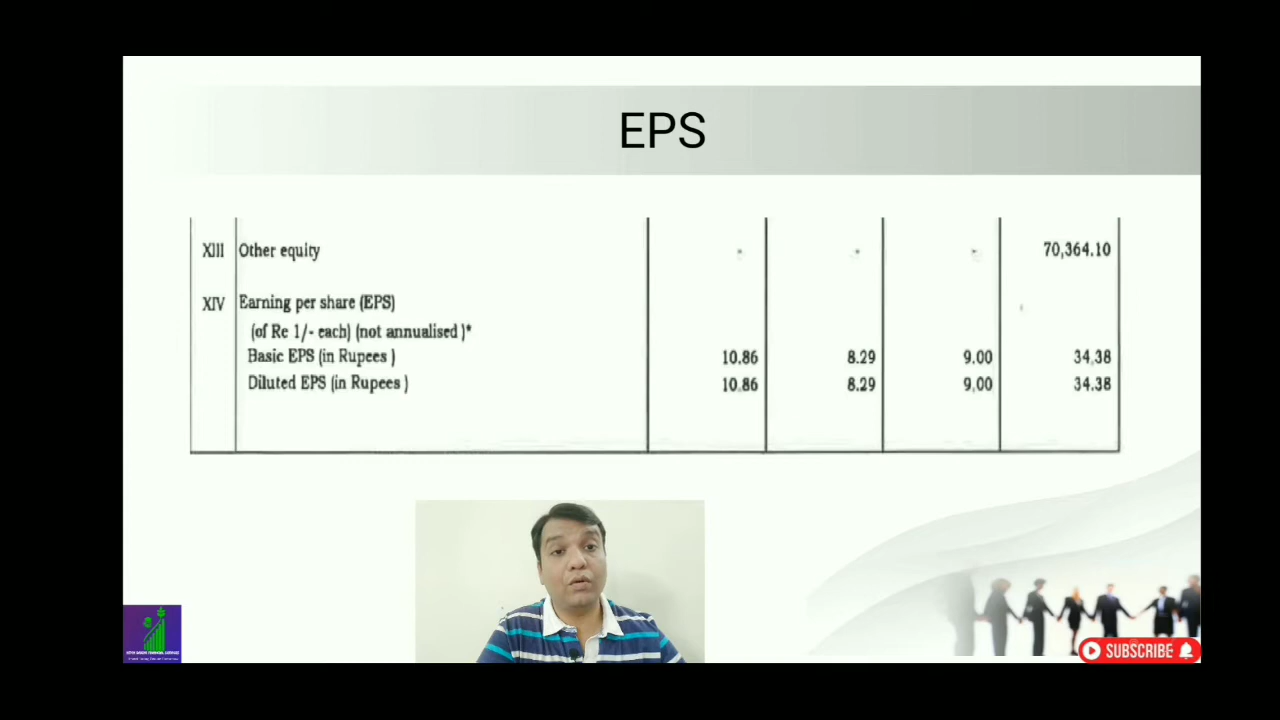 EPS
XIII Other equity - - - 70,364.10
XIV Earning per share (EPS)
(of Re 1/- each) (not annualised )*
Basic EPS (in Rupees ) 10.86 8.29 9.00 34.38
Diluted EPS (in Rupees ) 10.86 8.29 9.00 34.38
SUBSCRIBE